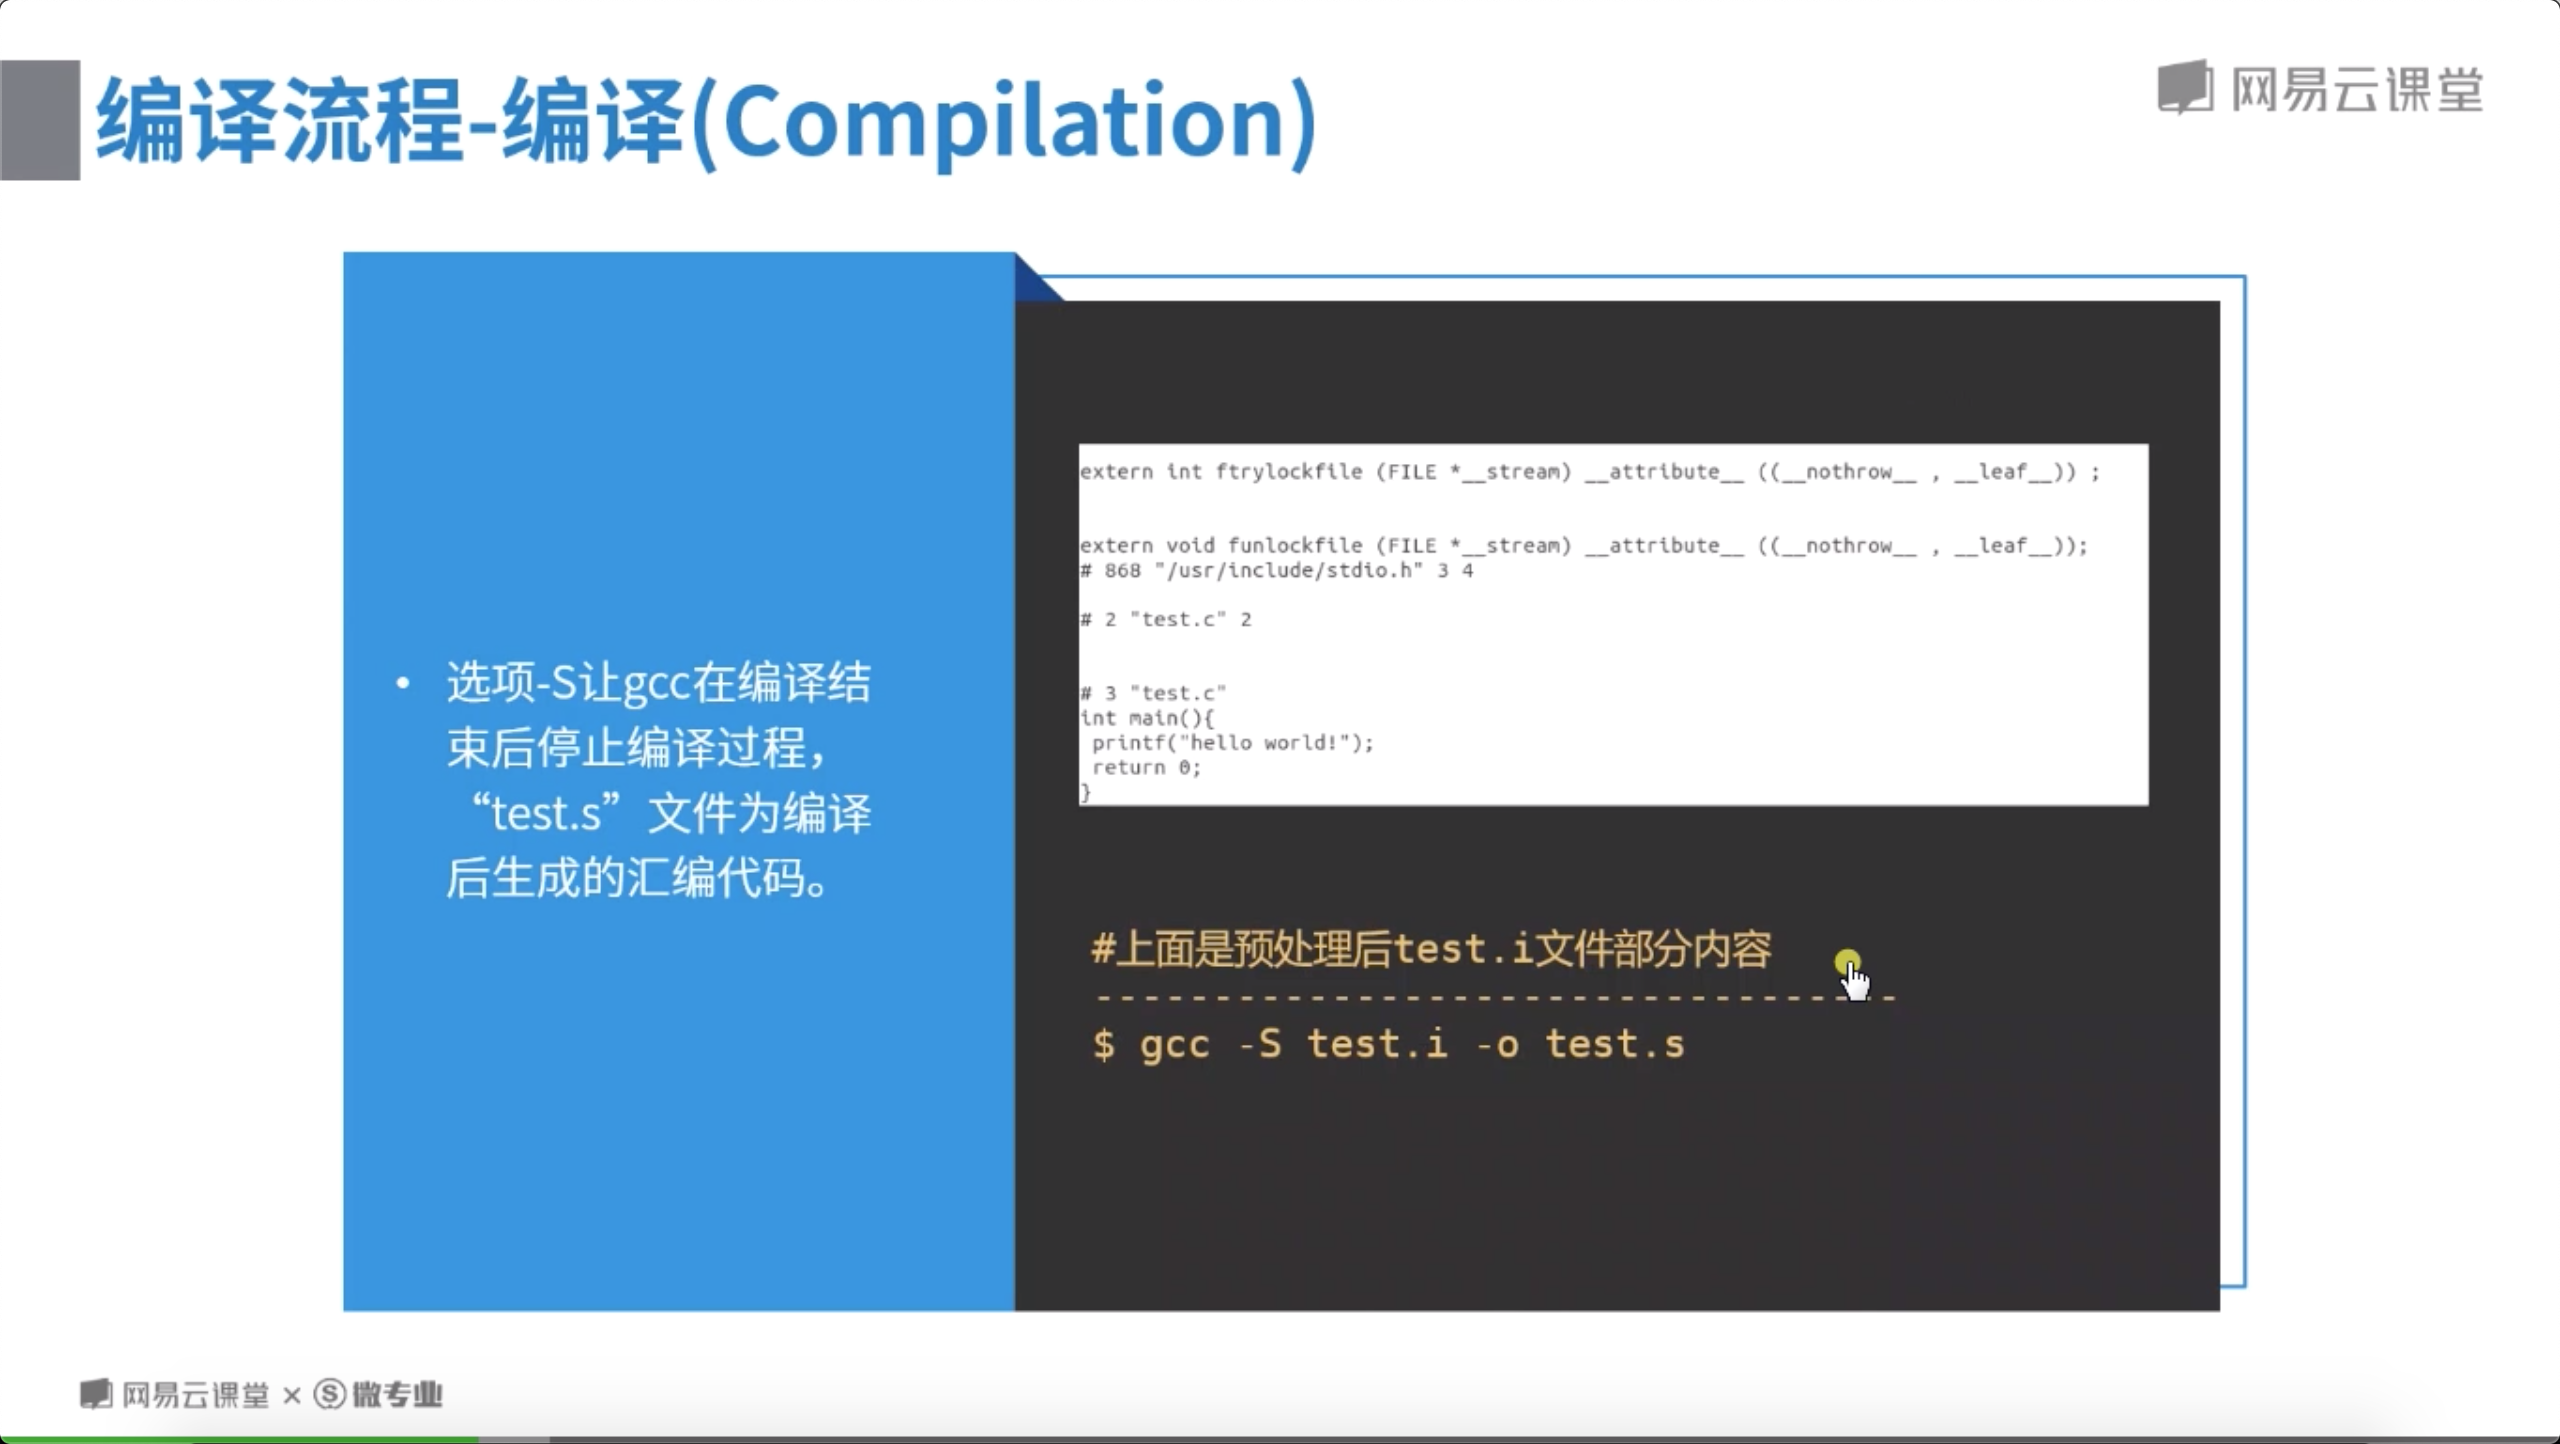 编译流程-编译(Compilation)
网易云课堂
• 选项-S让gcc在编译结
束后停止编译过程，
“test.s”文件为编译
后生成的汇编代码。
extern int ftrylockfile (FILE *__stream) __attribute__ ((__nothrow__ , __leaf__)) ;
extern void funlockfile (FILE *__stream) __attribute__ ((__nothrow__ , __leaf__));
# 868 "/usr/include/stdio.h" 3 4
# 2 "test.c" 2
# 3 "test.c"
int main(){
 printf("hello world!");
 return 0;
}
#上面是预处理后test.i文件部分内容
----------------------------------
$ gcc -S test.i -o test.s
网易云课堂 × 微专业